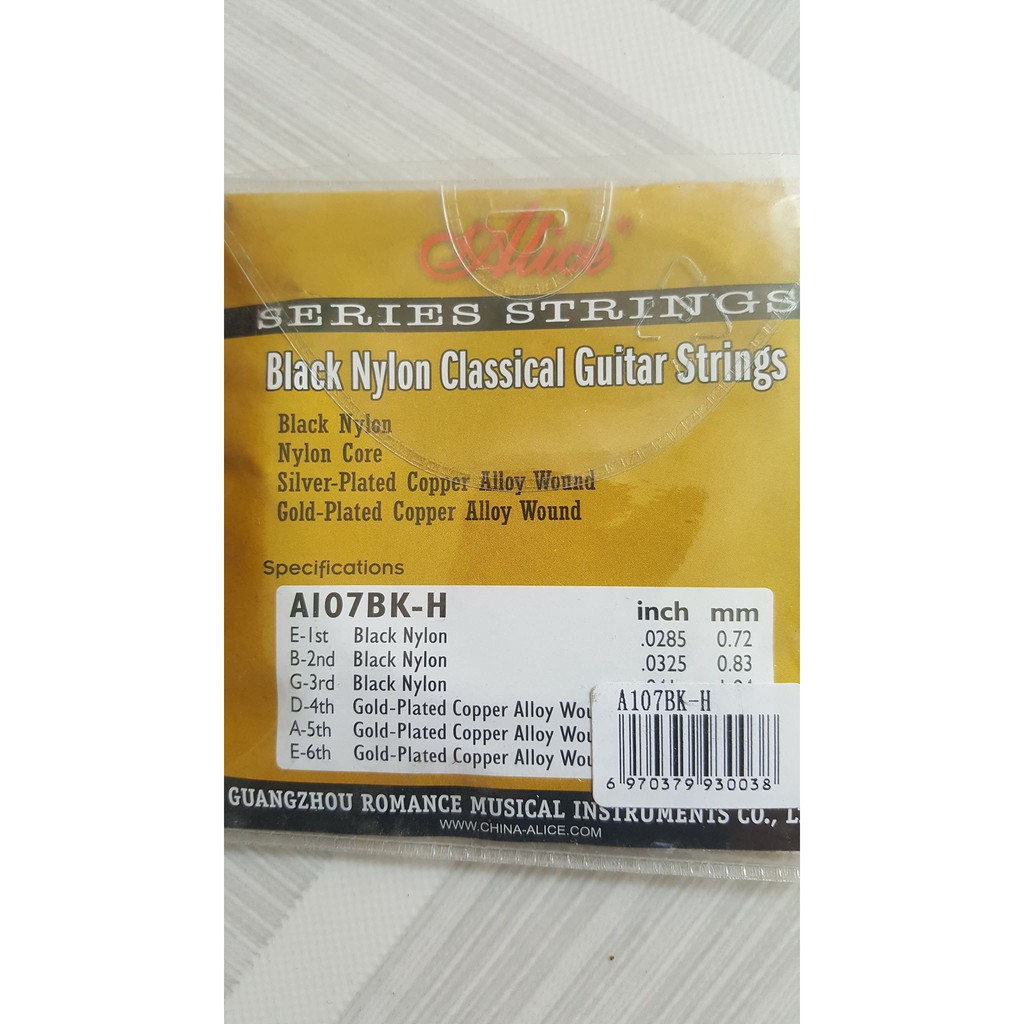 Alice®
SERIES STRINGS
Black Nylon Classical Guitar Strings
Black Nylon
Nylon Core
Silver-Plated Copper Alloy Wound
Gold-Plated Copper Alloy Wound
Specifications
A107BK-H inch mm
E-1st Black Nylon .0285 0.72
B-2nd Black Nylon .0325 0.83
G-3rd Black Nylon
D-4th Gold-Plated Copper Alloy
A-5th Gold-Plated Copper Alloy
E-6th Gold-Plated Copper Alloy
A107BK-H
6 970379 930038
GUANGZHOU ROMANCE MUSICAL INSTRUMENTS CO.,
WWW.CHINA-ALICE.COM